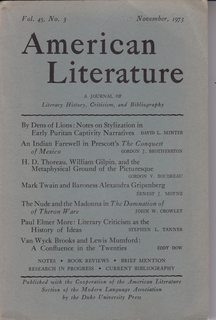 Vol. 45, No. 3 November, 1973
American
Literature
A JOURNAL OF
Literary History, Criticism, and Bibliography
By Dens of Lions: Notes on Stylization in
Early Puritan Captivity Narratives DAVID L. MINTER
An Indian Farewell in Prescott's The Conquest
of Mexico GORDON J. BROTHERSTON
H. D. Thoreau, William Gilpin, and the
Metaphysical Ground of the Picturesque
GORDON V. BOUDREAU
Mark Twain and Baroness Alexandra Gripenberg
ERNEST J. MOYNE
The Nude and the Madonna in The Damnation of
of Theron Ware JOHN W. CROWLEY
Paul Elmer More: Literary Criticism as the
History of Ideas STEPHEN L. TANNER
Van Wyck Brooks and Lewis Mumford:
A Confluence in the 'Twenties EDDY DOW
NOTES • BOOK REVIEWS • BRIEF MENTION
RESEARCH IN PROGRESS • CURRENT BIBLIOGRAPHY
Published with the Cooperation of the American Literature
Section of the Modern Language Association
by the Duke University Press